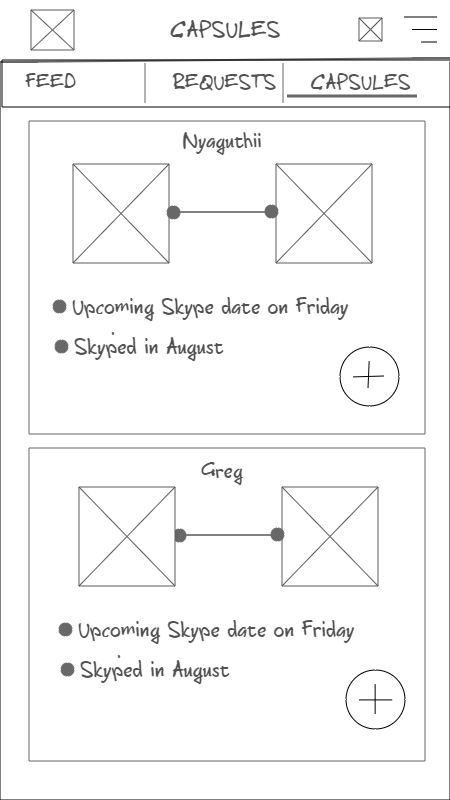 CAPSULES
FEED
REQUESTS
CAPSULES
Nyaguthii
Upcoming Skype date on Friday
Skyped in August
Greg
Upcoming Skype date on Friday
Skyped in August